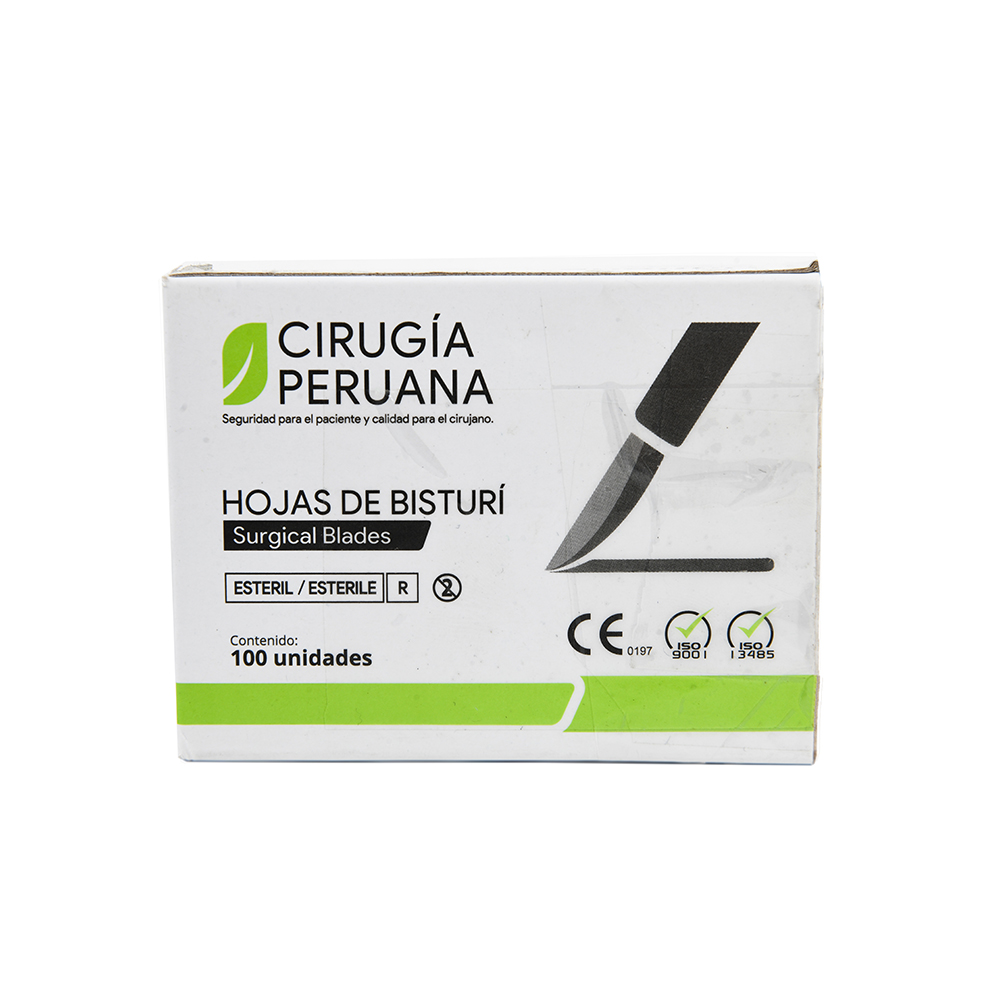 CIRUGÍA
PERUANA
Seguridad para el paciente y calidad para el cirujano.
HOJAS DE BISTURÍ
Surgical Blades
ESTERIL / ESTERILE R 2
Contenido:
100 unidades
CE 0197
ISO
9001
ISO
13485